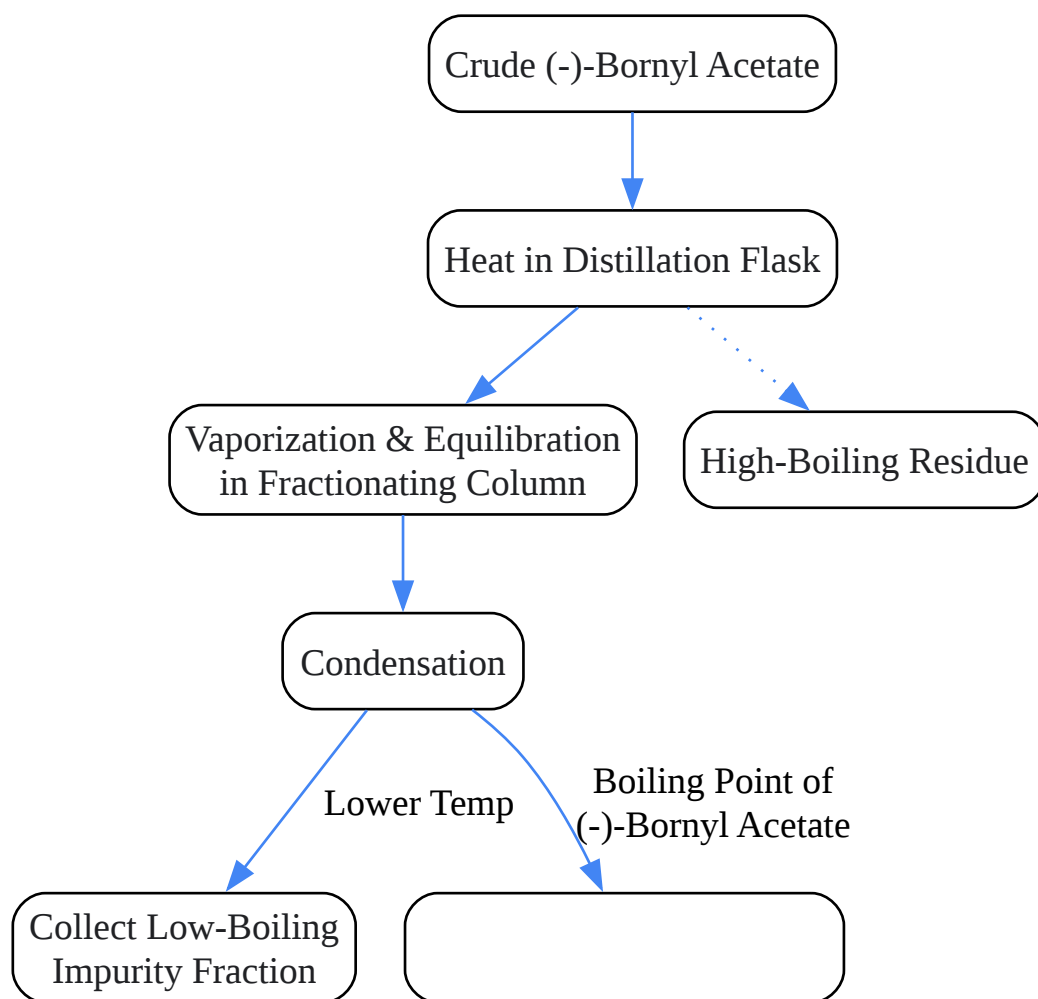 Crude (-)-Bornyl Acetate
Heat in Distillation Flask
Vaporization & Equilibration
in Fractionating Column
High-Boiling Residue
Condensation
Lower Temp
Boiling Point of
(-)-Bornyl Acetate
Collect Low-Boiling
Impurity Fraction